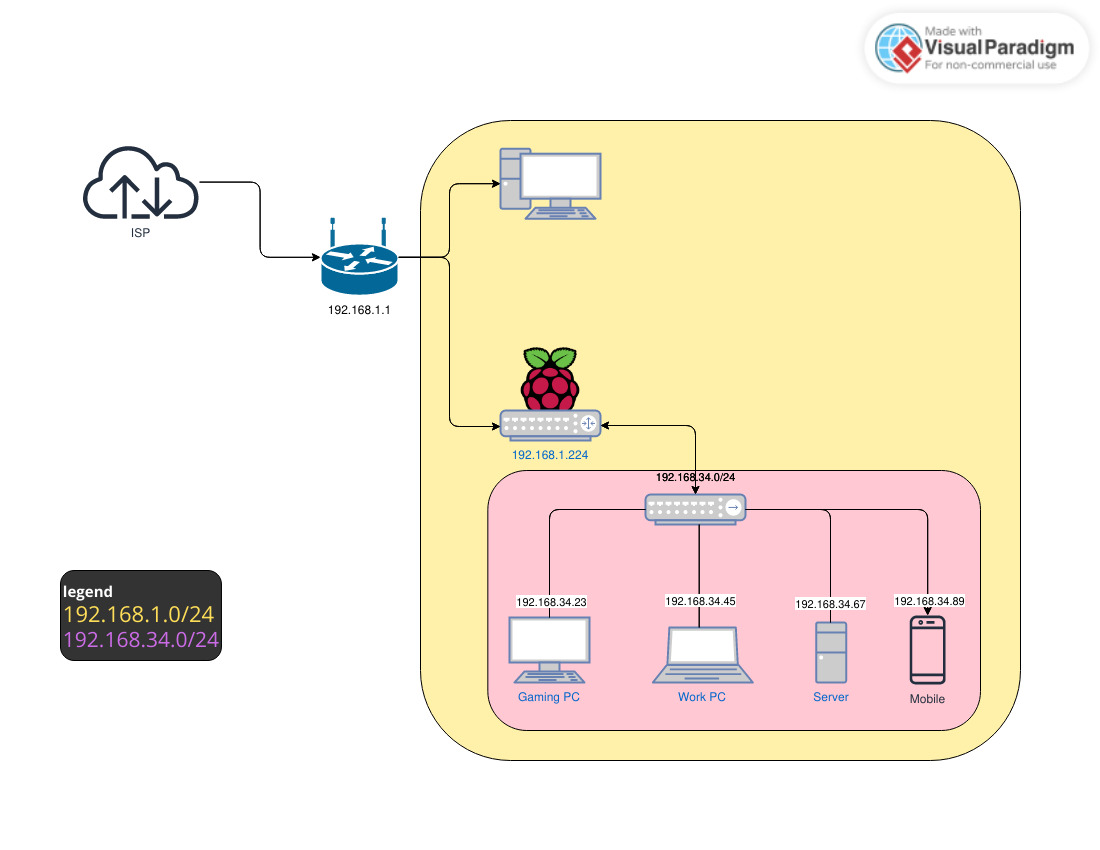 Made with
Visual Paradigm
For non-commercial use
ISP
192.168.1.1
192.168.1.224
192.168.34.0/24
192.168.34.23
192.168.34.45
192.168.34.67
192.168.34.89
Gaming PC
Work PC
Server
Mobile
legend
192.168.1.0/24
192.168.34.0/24